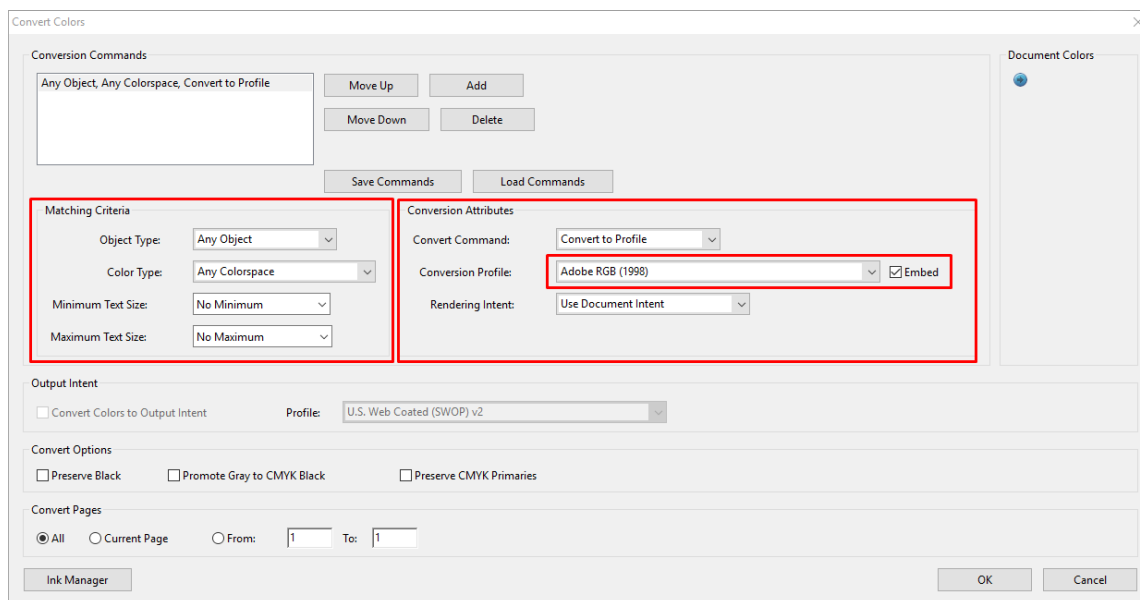 Convert Colors
Conversion Commands
Document Colors
Any Object, Any Colorspace, Convert to Profile
Move Up
Add
Move Down
Delete
Save Commands
Load Commands
Matching Criteria
Object Type: Any Object
Color Type: Any Colorspace
Minimum Text Size: No Minimum
Maximum Text Size: No Maximum
Conversion Attributes
Convert Command: Convert to Profile
Conversion Profile: Adobe RGB (1998) Embed
Rendering Intent: Use Document Intent
Output Intent
Convert Colors to Output Intent Profile: U.S. Web Coated (SWOP) v2
Convert Options
Preserve Black Promote Gray to CMYK Black Preserve CMYK Primaries
Convert Pages
All Current Page From: 1 To: 1
Ink Manager OK Cancel